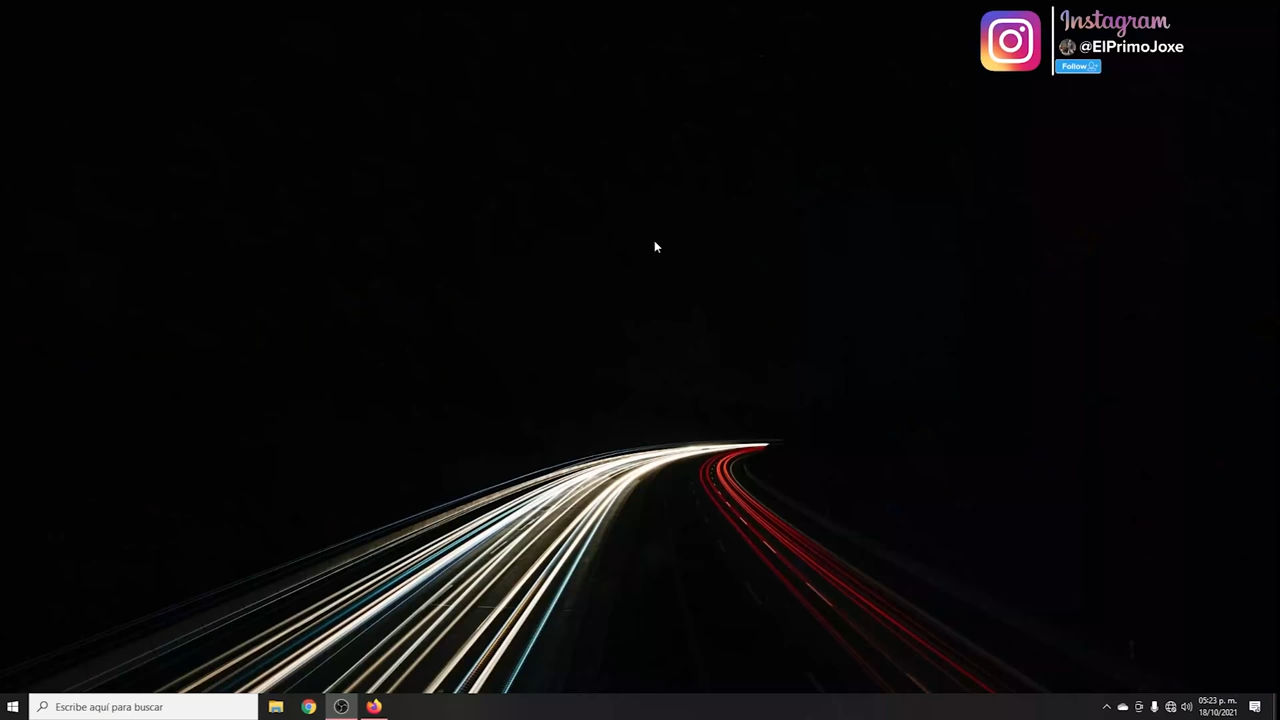 Instagram
@ElPrimoJoxe
Follow
Escribe aquí para buscar
05:23 p. m.
18/10/2021